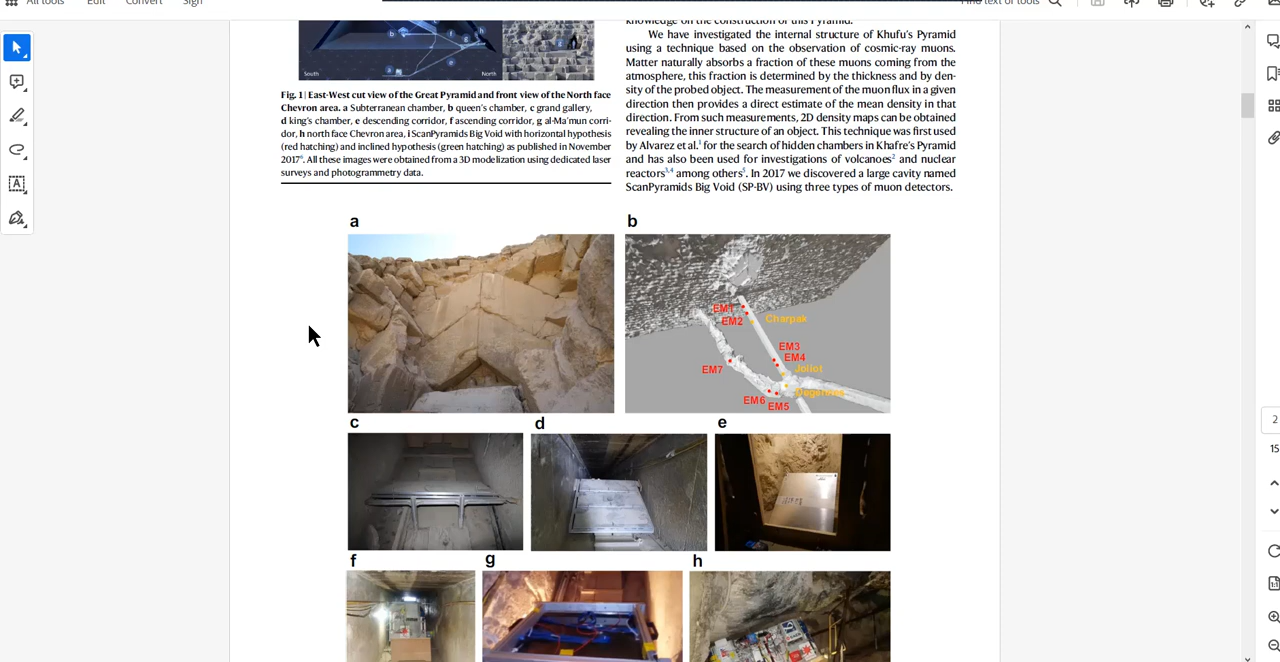 All tools Edit Convert Sign Find text or tools
b f g h
g
e
a
South North
Fig. 1 | East-West cut view of the Great Pyramid and front view of the North face
Chevron area. a Subterranean chamber, b queen's chamber, c grand gallery,
d king's chamber, e descending corridor, f ascending corridor, g al-Ma'mun corri-
dor, h north face Chevron area, i ScanPyramids Big Void with horizontal hypothesis
(red hatching) and inclined hypothesis (green hatching) as published in November
2017⁶. All these images were obtained from a 3D modelization using dedicated laser
surveys and photogrammetry data.
knowledge on the construction of this Pyramid.
We have investigated the internal structure of Khufu's Pyramid
using a technique based on the observation of cosmic-ray muons.
Matter naturally absorbs a fraction of these muons coming from the
atmosphere, this fraction is determined by the thickness and by den-
sity of the probed object. The measurement of the muon flux in a given
direction then provides a direct estimate of the mean density in that
direction. From such measurements, 2D density maps can be obtained
revealing the inner structure of an object. This technique was first used
by Alvarez et al.¹ for the search of hidden chambers in Khafre's Pyramid
and has also been used for investigations of volcanoes² and nuclear
reactors³,⁴ among others⁵. In 2017 we discovered a large cavity named
ScanPyramids Big Void (SP-BV) using three types of muon detectors.
a
b
EM1
EM2
Charpak
EM3
EM4
Joliot
EM7
EM6
EM5
c
d
e
f
g
h
2
15